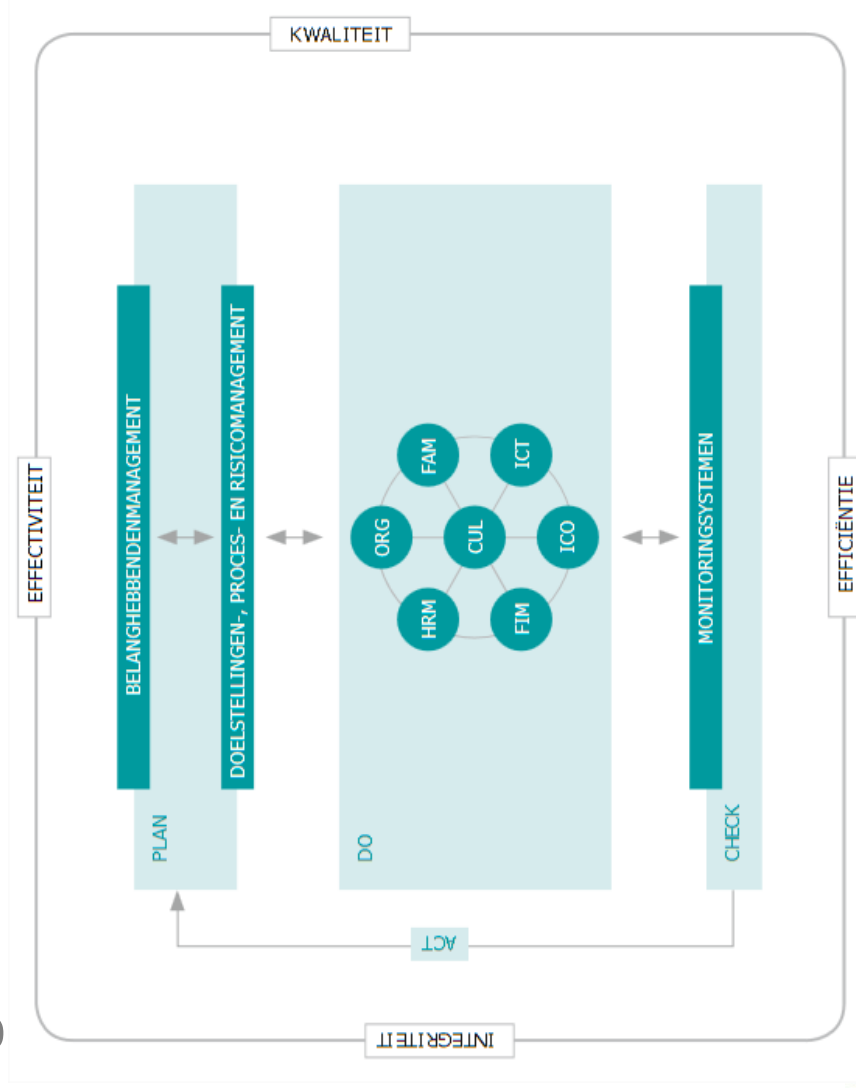 KWALITEIT
EFFECTIVITEIT
BELANGHEBBENDENMANAGEMENT
PLAN
DOELSTELLINGEN-, PROCES- EN RISICOMANAGEMENT
DO
HRM
ORG
FAM
CUL
FIM
ICO
ICT
MONITORINGSYSTEMEN
CHECK
EFFICIËNTIE
ACT
INTEGRITEIT